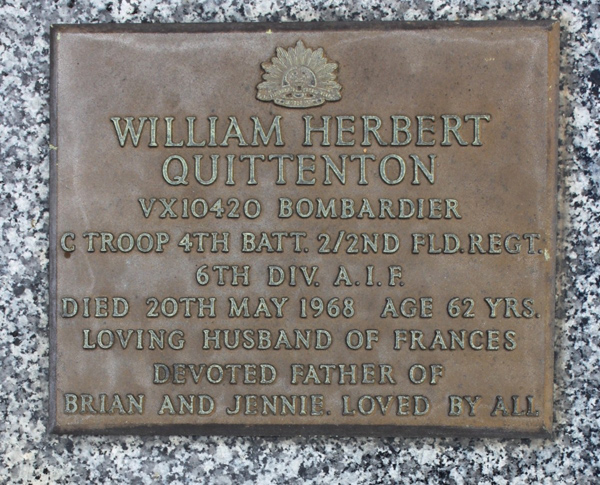 WILLIAM HERBERT
QUITTENTON
VX10420 BOMBARDIER
C TROOP 4TH BATT. 2/2ND FLD. REGT.
6TH DIV. A.I.F.
DIED 20TH MAY 1968 AGE 62 YRS.
LOVING HUSBAND OF FRANCES
DEVOTED FATHER OF
BRIAN AND JENNIE. LOVED BY ALL